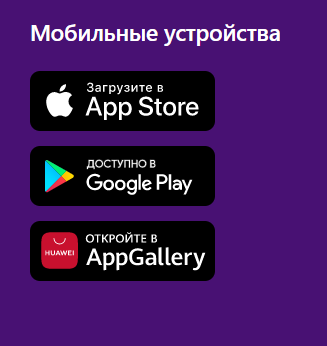 Мобильные устройства
Загрузите в
App Store
ДОСТУПНО В
Google Play
ОТКРОЙТЕ В
HUAWEI
AppGallery